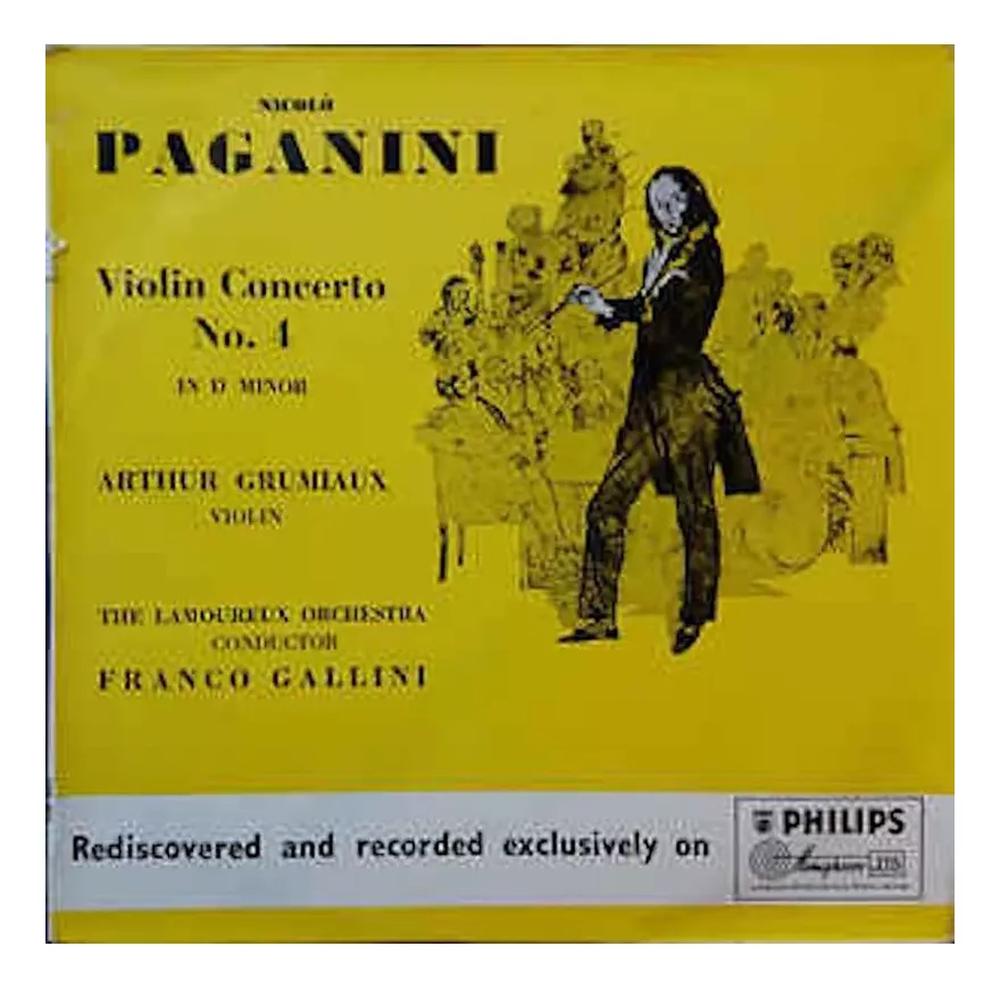 NICOLÒ
PAGANINI
Violin Concerto
No. 4
IN D MINOR
ARTHUR GRUMIAUX
VIOLIN
THE LAMOUREUX ORCHESTRA
CONDUCTOR
FRANCO GALLINI
Rediscovered and recorded exclusively on
PHILIPS